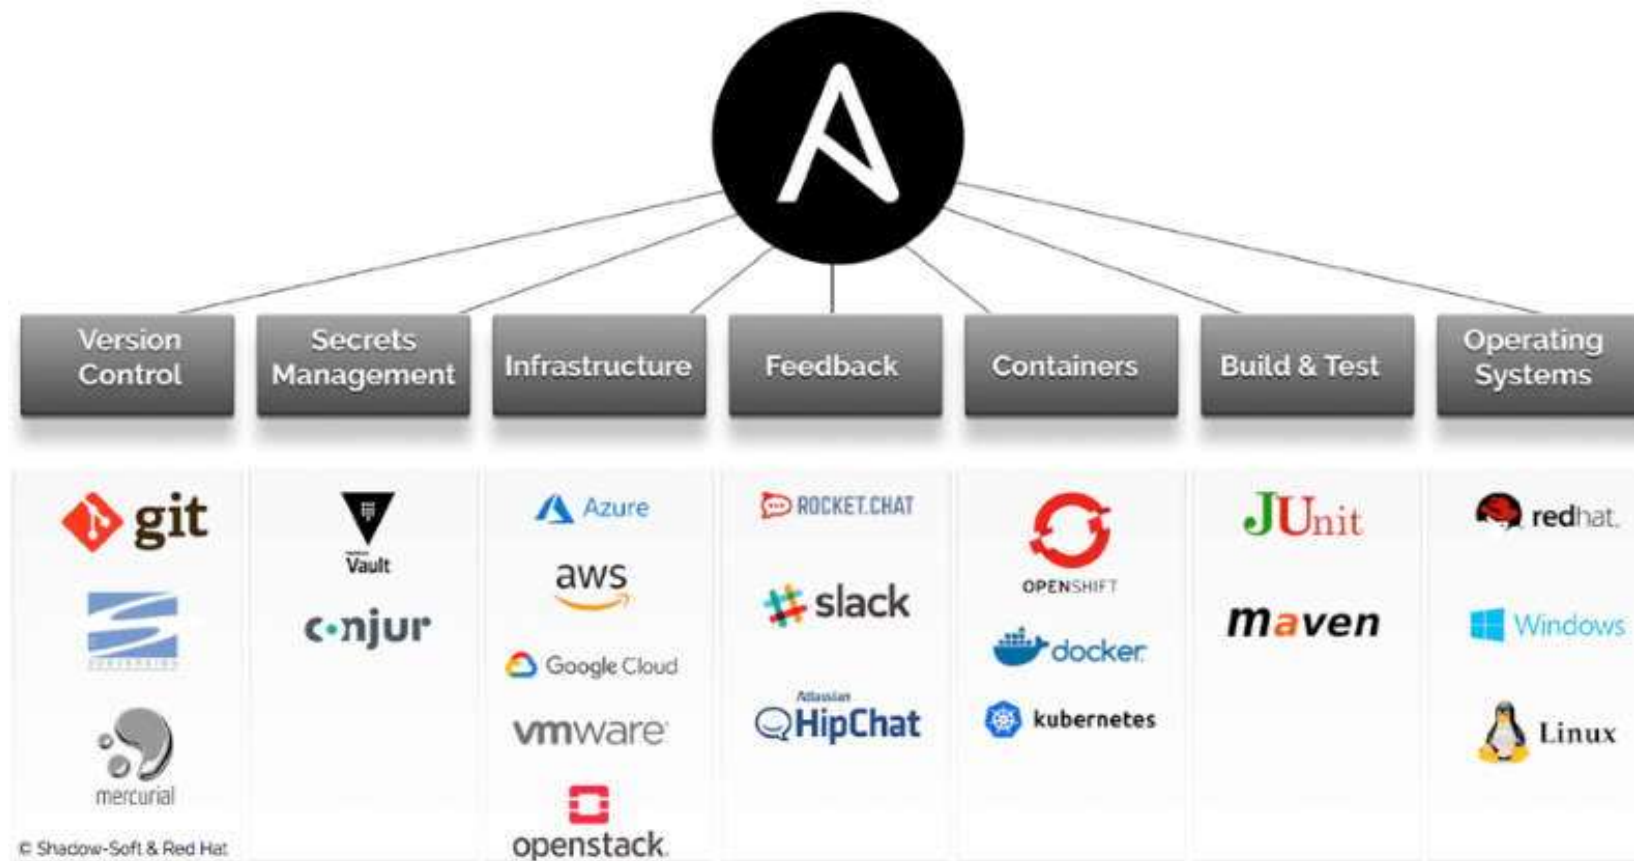 Version
Control
Secrets
Management
Infrastructure
Feedback
Containers
Build & Test
Operating
Systems
git
SUBVERSION
mercurial
Vault
conjur
Azure
aws
Google Cloud
vmware
openstack.
ROCKET.CHAT
slack
Atlassian
HipChat
OPENSHIFT
docker
kubernetes
JUnit
maven
redhat.
Windows
Linux
© Shadow-Soft & Red Hat